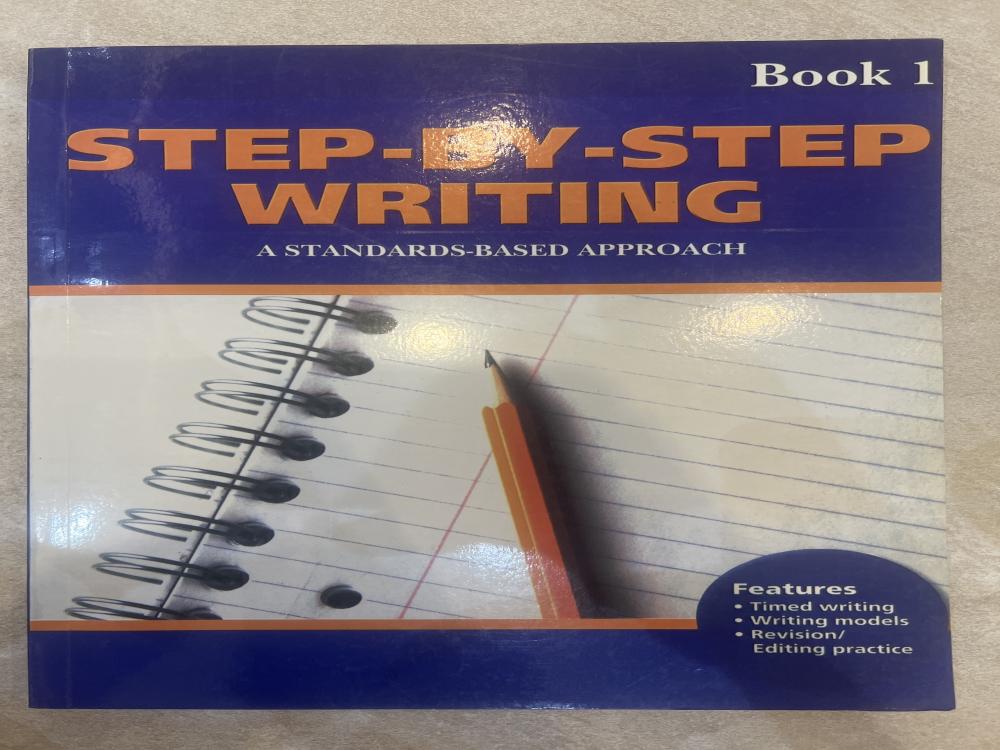 Book 1
STEP-BY-STEP
WRITING
A STANDARDS-BASED APPROACH
Features
• Timed writing
• Writing models
• Revision/
Editing practice